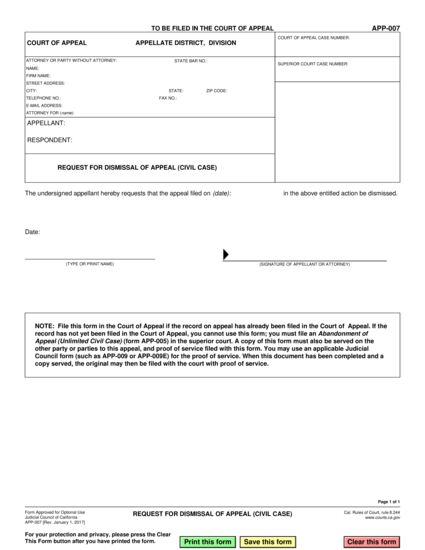 TO BE FILED IN THE COURT OF APPEAL APP-007
COURT OF APPEAL APPELLATE DISTRICT, DIVISION
COURT OF APPEAL CASE NUMBER:
ATTORNEY OR PARTY WITHOUT ATTORNEY: STATE BAR NO.:
SUPERIOR COURT CASE NUMBER:
NAME:
FIRM NAME:
STREET ADDRESS:
CITY: STATE: ZIP CODE:
TELEPHONE NO.: FAX NO.:
E-MAIL ADDRESS:
ATTORNEY FOR (name):
APPELLANT:
RESPONDENT:
REQUEST FOR DISMISSAL OF APPEAL (CIVIL CASE)
The undersigned appellant hereby requests that the appeal filed on (date): in the above entitled action be dismissed.
Date:
(TYPE OR PRINT NAME) (SIGNATURE OF APPELLANT OR ATTORNEY)
NOTE: File this form in the Court of Appeal if the record on appeal has already been filed in the Court of Appeal. If the
record has not yet been filed in the Court of Appeal, you cannot use this form; you must file an Abandonment of
Appeal (Unlimited Civil Case) (form APP-005) in the superior court. A copy of this form must also be served on the
other party or parties to this appeal, and proof of service filed with this form. You may use an applicable Judicial
Council form (such as APP-009 or APP-009E) for the proof of service. When this document has been completed and a
copy served, the original may then be filed with the court with proof of service.
Page 1 of 1
Form Approved for Optional Use
Judicial Council of California
APP-007 [Rev. January 1, 2017]
REQUEST FOR DISMISSAL OF APPEAL (CIVIL CASE)
Cal. Rules of Court, rule 8.244
www.courts.ca.gov
For your protection and privacy, please press the Clear
This Form button after you have printed the form.
Print this form Save this form Clear this form